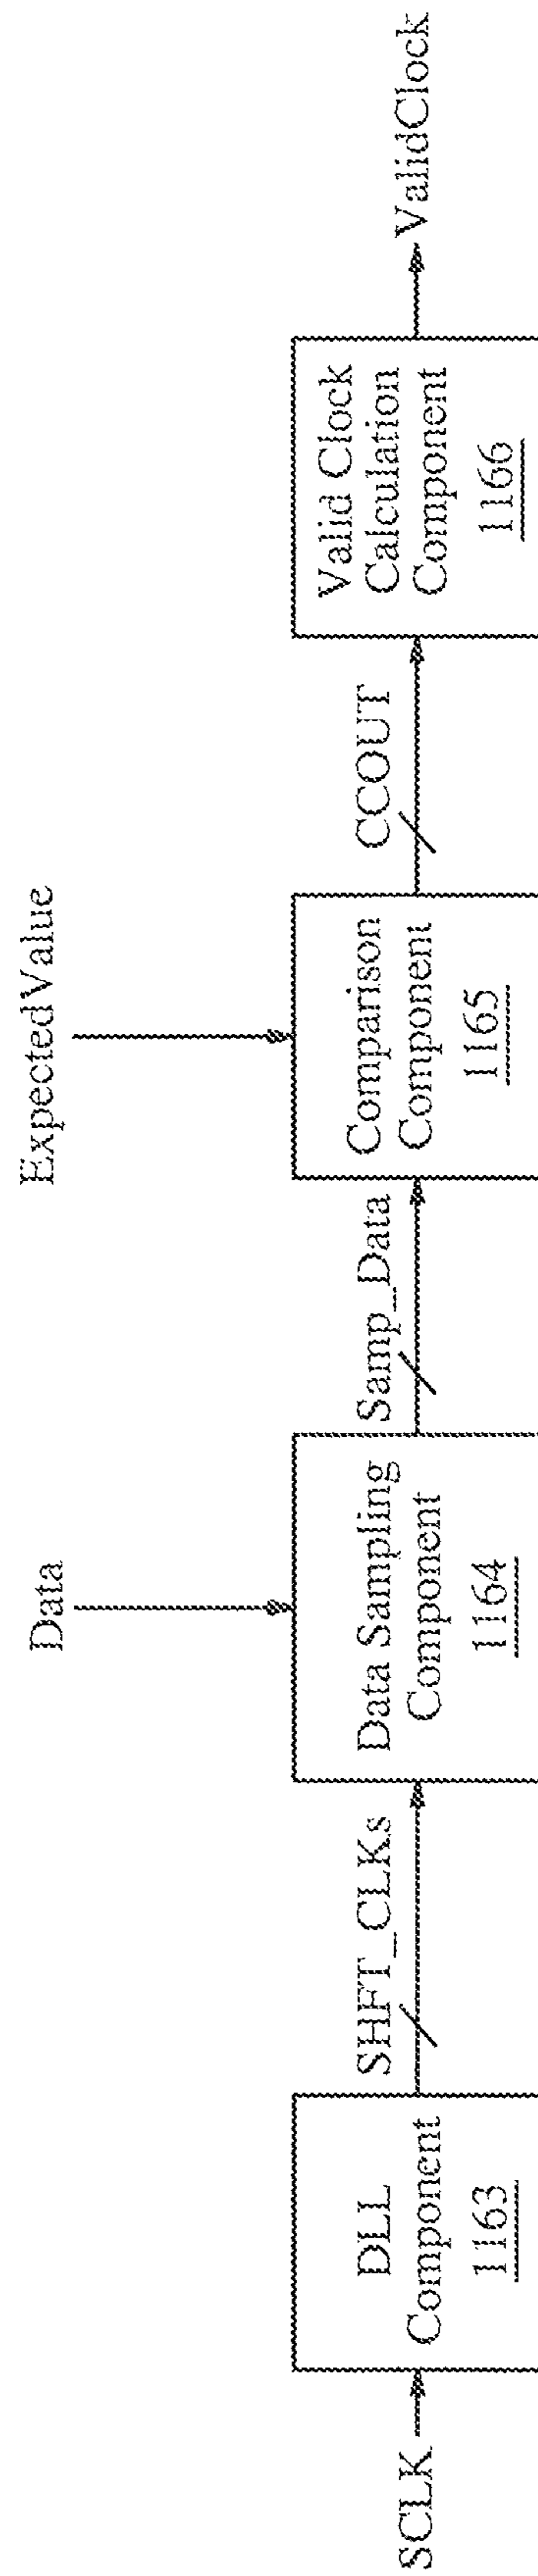 Data
ExpectedValue
SCLK
DLL
Component
1163
SHFT_CLKs
Data Sampling
Component
1164
Samp_Data
Comparison
Component
1165
CCOUT
Valid Clock
Calculation
Component
1166
ValidClock